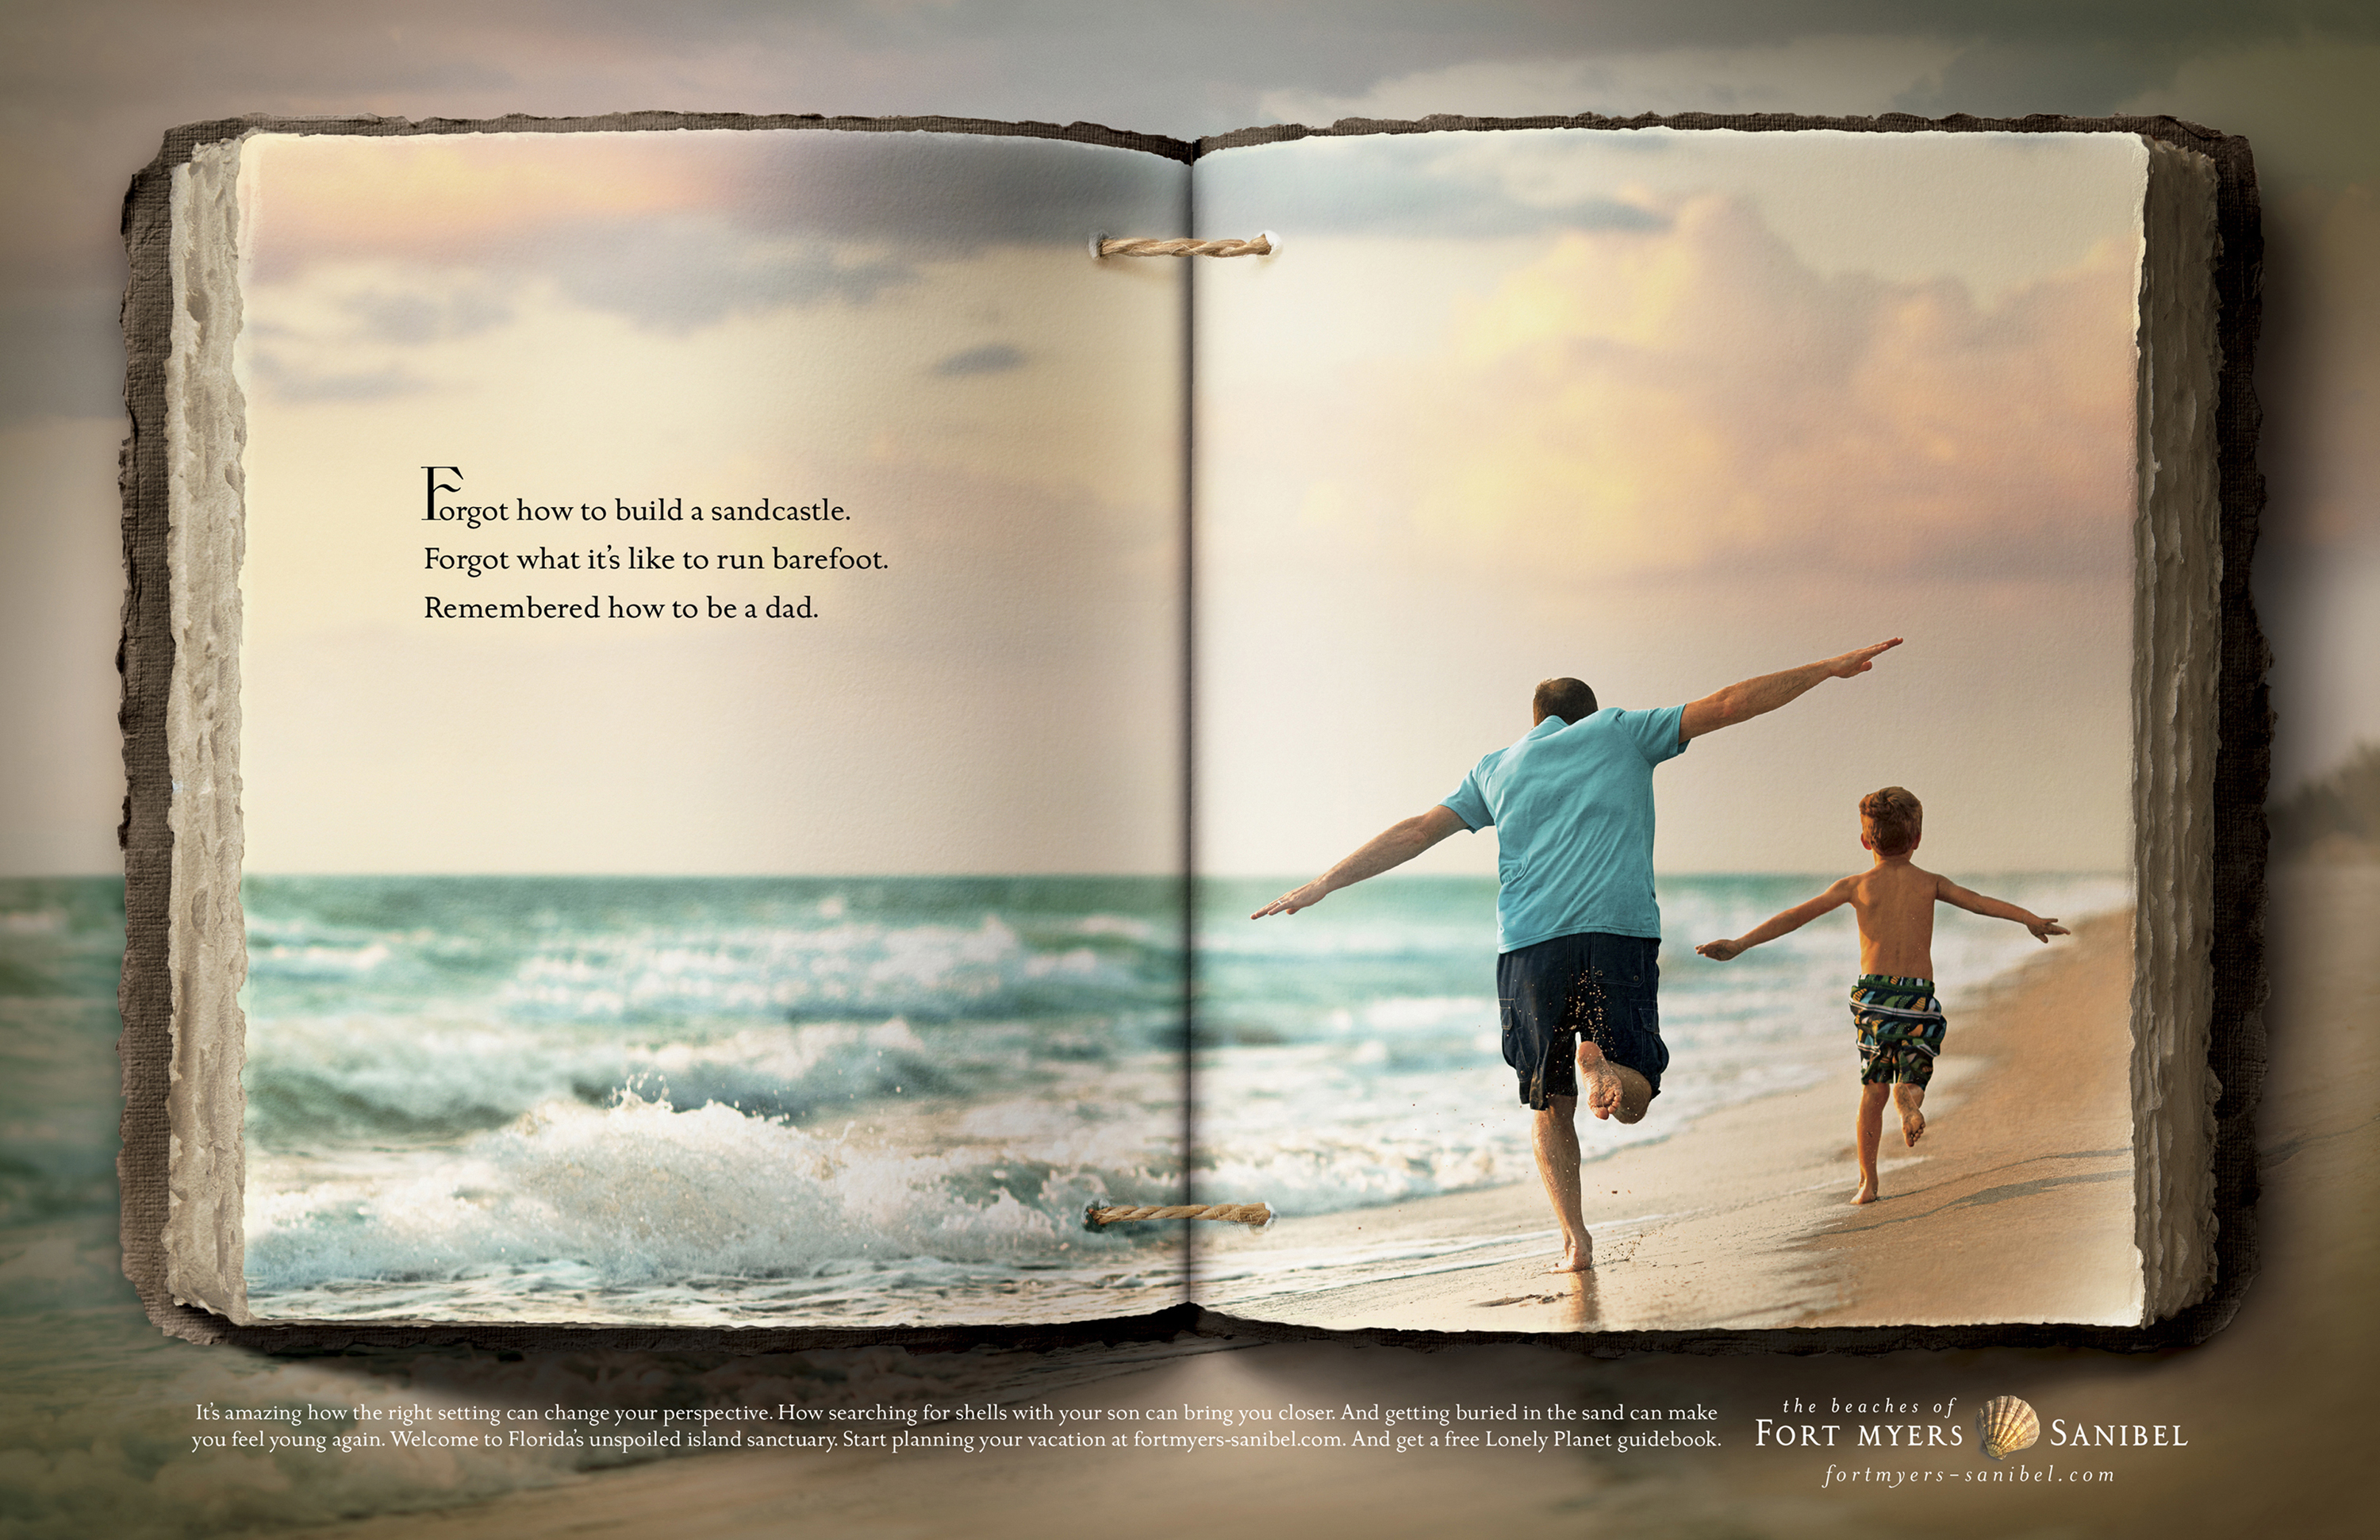 Forgot how to build a sandcastle.
Forgot what it's like to run barefoot.
Remembered how to be a dad.
It's amazing how the right setting can change your perspective. How searching for shells with your son can bring you closer. And getting buried in the sand can make
you feel young again. Welcome to Florida's unspoiled island sanctuary. Start planning your vacation at fortmyers-sanibel.com. And get a free Lonely Planet guidebook.
the beaches of
FORT MYERS SANIBEL
fortmyers-sanibel.com